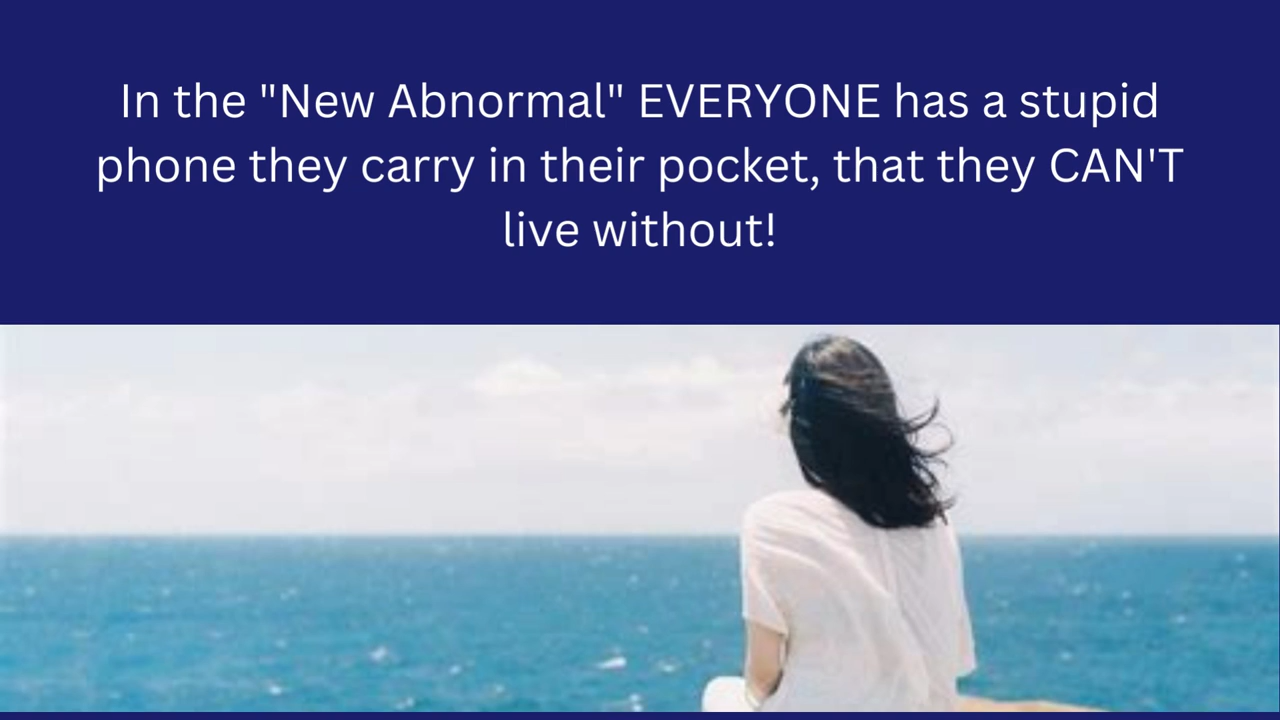 In the "New Abnormal" EVERYONE has a stupid
phone they carry in their pocket, that they CAN'T
live without!